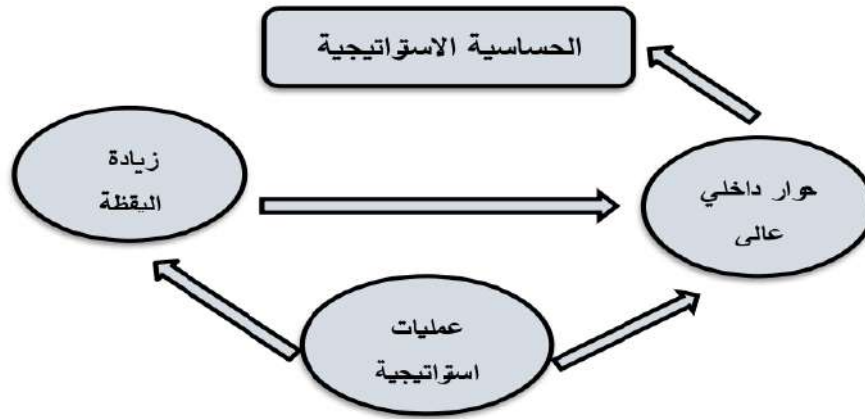 الحساسية الاستراتيجية
زيادة
اليقظة
حوار داخلي
عالى
عمليات
استراتيجية